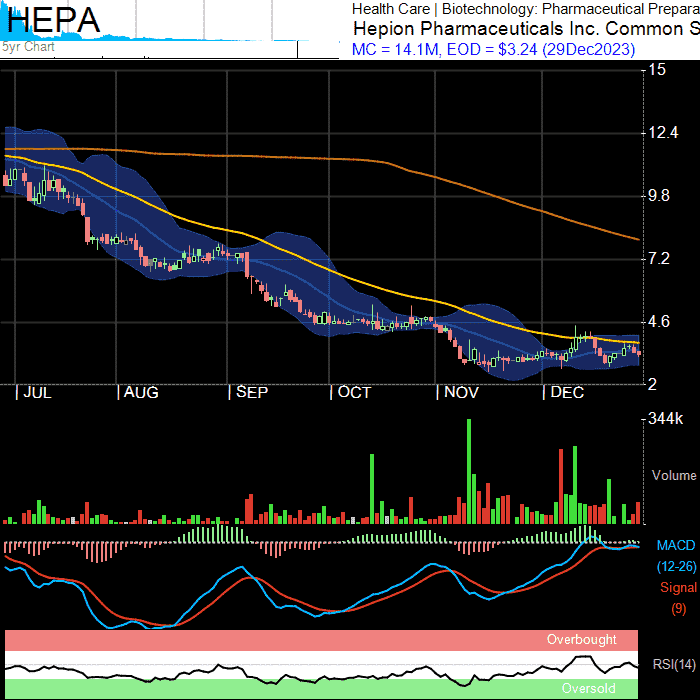 HEPA
5yr Chart
Health Care | Biotechnology: Pharmaceutical Prepara
Hepion Pharmaceuticals Inc. Common S
MC = 14.1M, EOD = $3.24 (29Dec2023)
15
12.4
9.8
7.2
4.6
2
| JUL | AUG | SEP | OCT | NOV | DEC
344k
Volume
MACD
(12-26)
Signal
(9)
Overbought
RSI(14)
Oversold